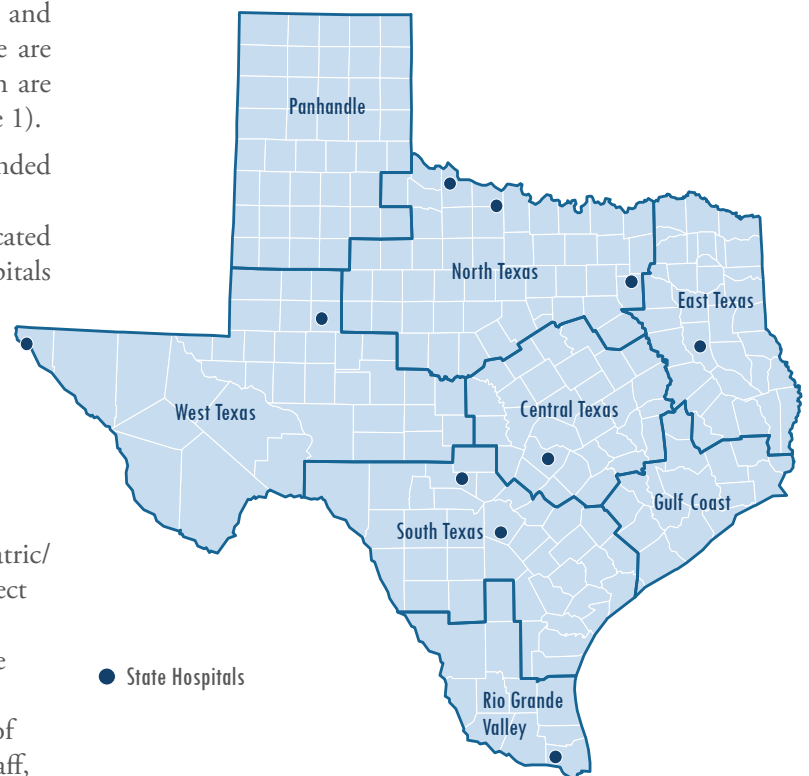 and
e are
n are
e 1).
nded
cated
pitals
atric/
ect
e
of
aff,
Panhandle
North Texas
East Texas
West Texas
Central Texas
Gulf Coast
South Texas
Rio Grande
Valley
State Hospitals